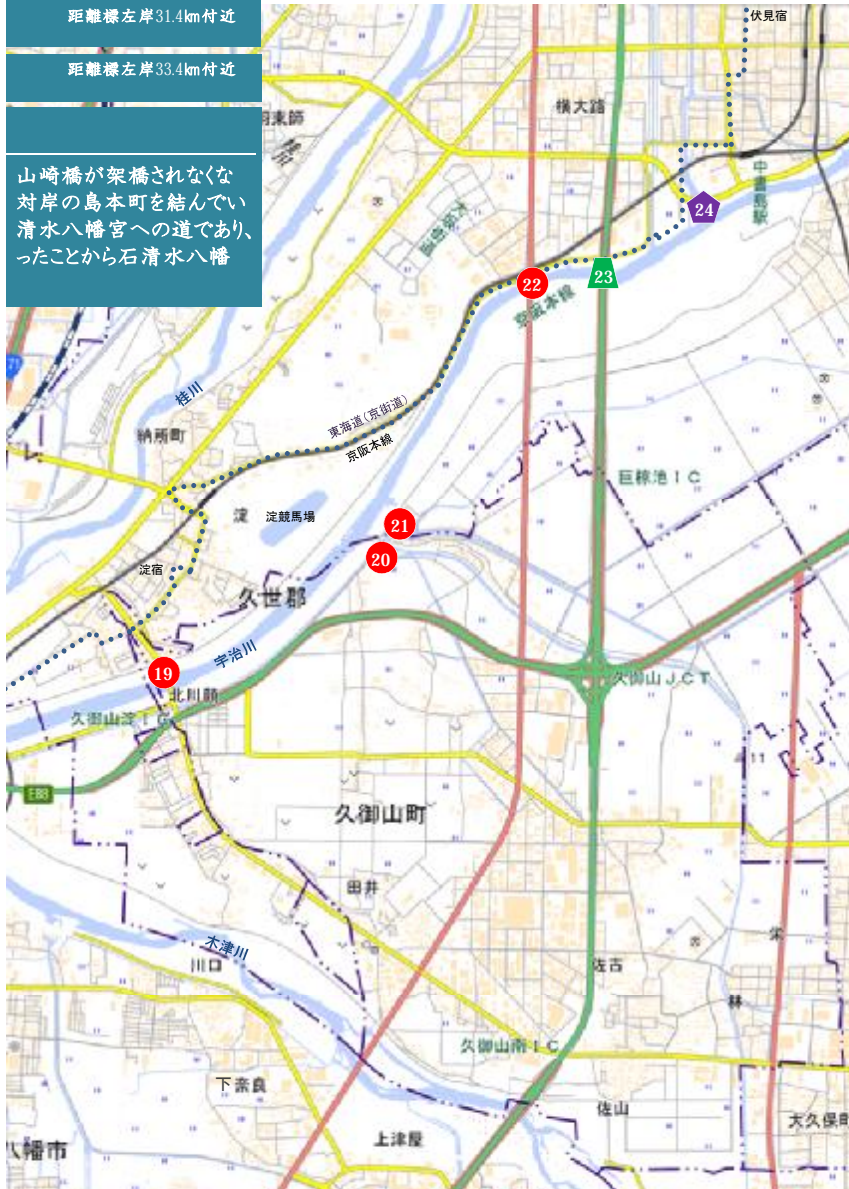 距離標左岸31.4km付近
距離標左岸33.4km付近
山崎橋が架橋されなくな
対岸の島本町を結んでい
清水八幡宮への道であり、
ったことから石清水八幡
伏見宿
横大路
中書島駅
24
23
22
京阪本線
桂川
納所町
東海道(京街道)
京阪本線
巨椋池IC
淀
淀競馬場
21
20
淀宿
久世郡
宇治川
19
北川顔
久御山淀IC
久御山JCT
E88
11
久御山町
田井
木津川
川口
佐古
栄
林
久御山南IC
下奈良
佐山
上津屋
大久保町
八幡市